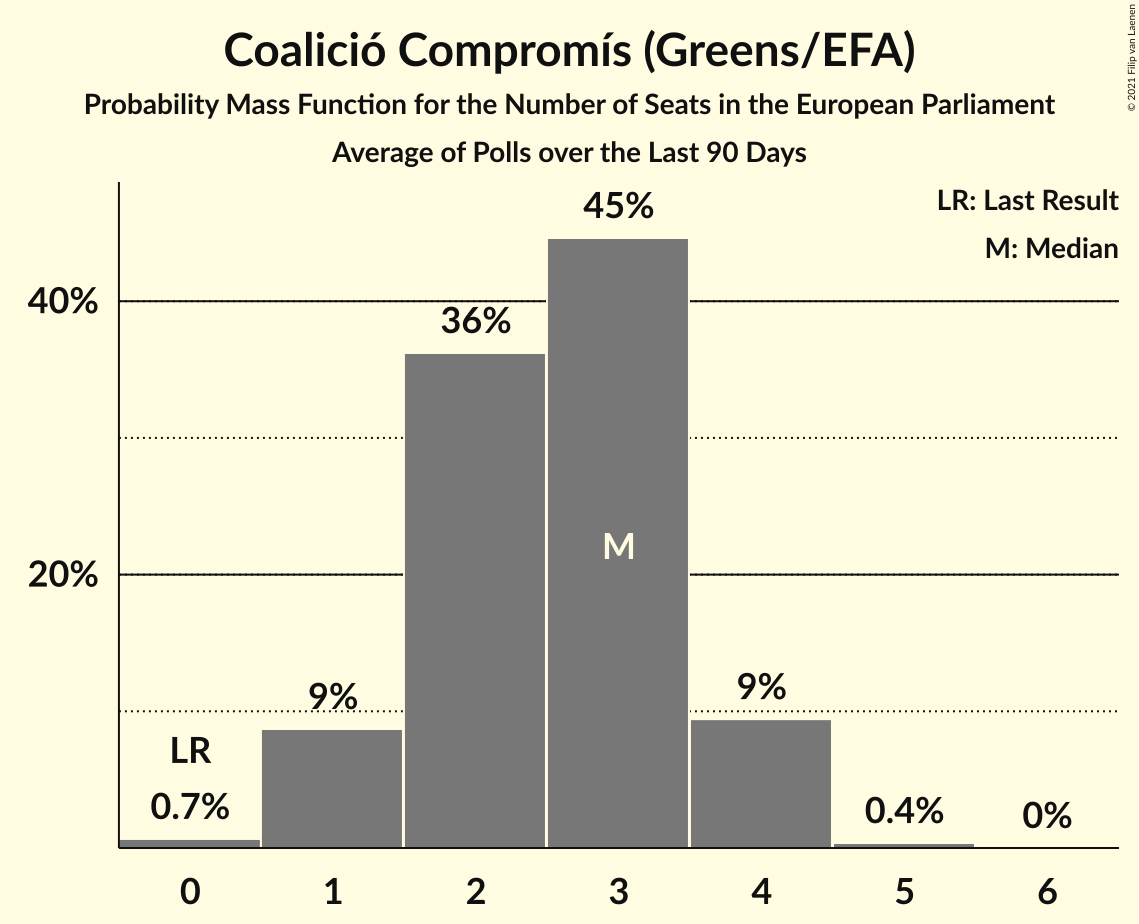 Coalició Compromís (Greens/EFA)
Probability Mass Function for the Number of Seats in the European Parliament
Average of Polls over the Last 90 Days
© 2021 Filip van Laenen
LR: Last Result
M: Median
45%
40%
36%
M
20%
9%
9%
LR
0.7%
0.4%
0%
0 1 2 3 4 5 6